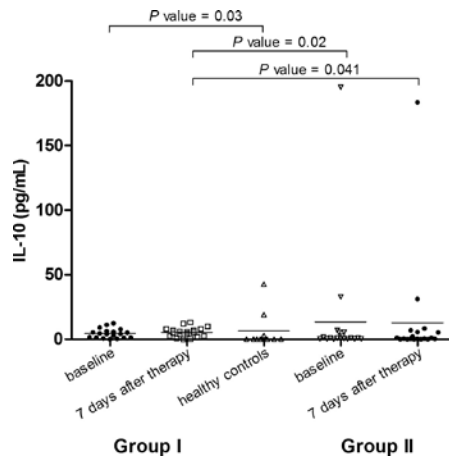 P value = 0.03
P value = 0.02
P value = 0.041
200
150
100
50
0
IL-10 (pg/mL)
baseline
7 days after therapy
healthy controls
baseline
7 days after therapy
Group I
Group II